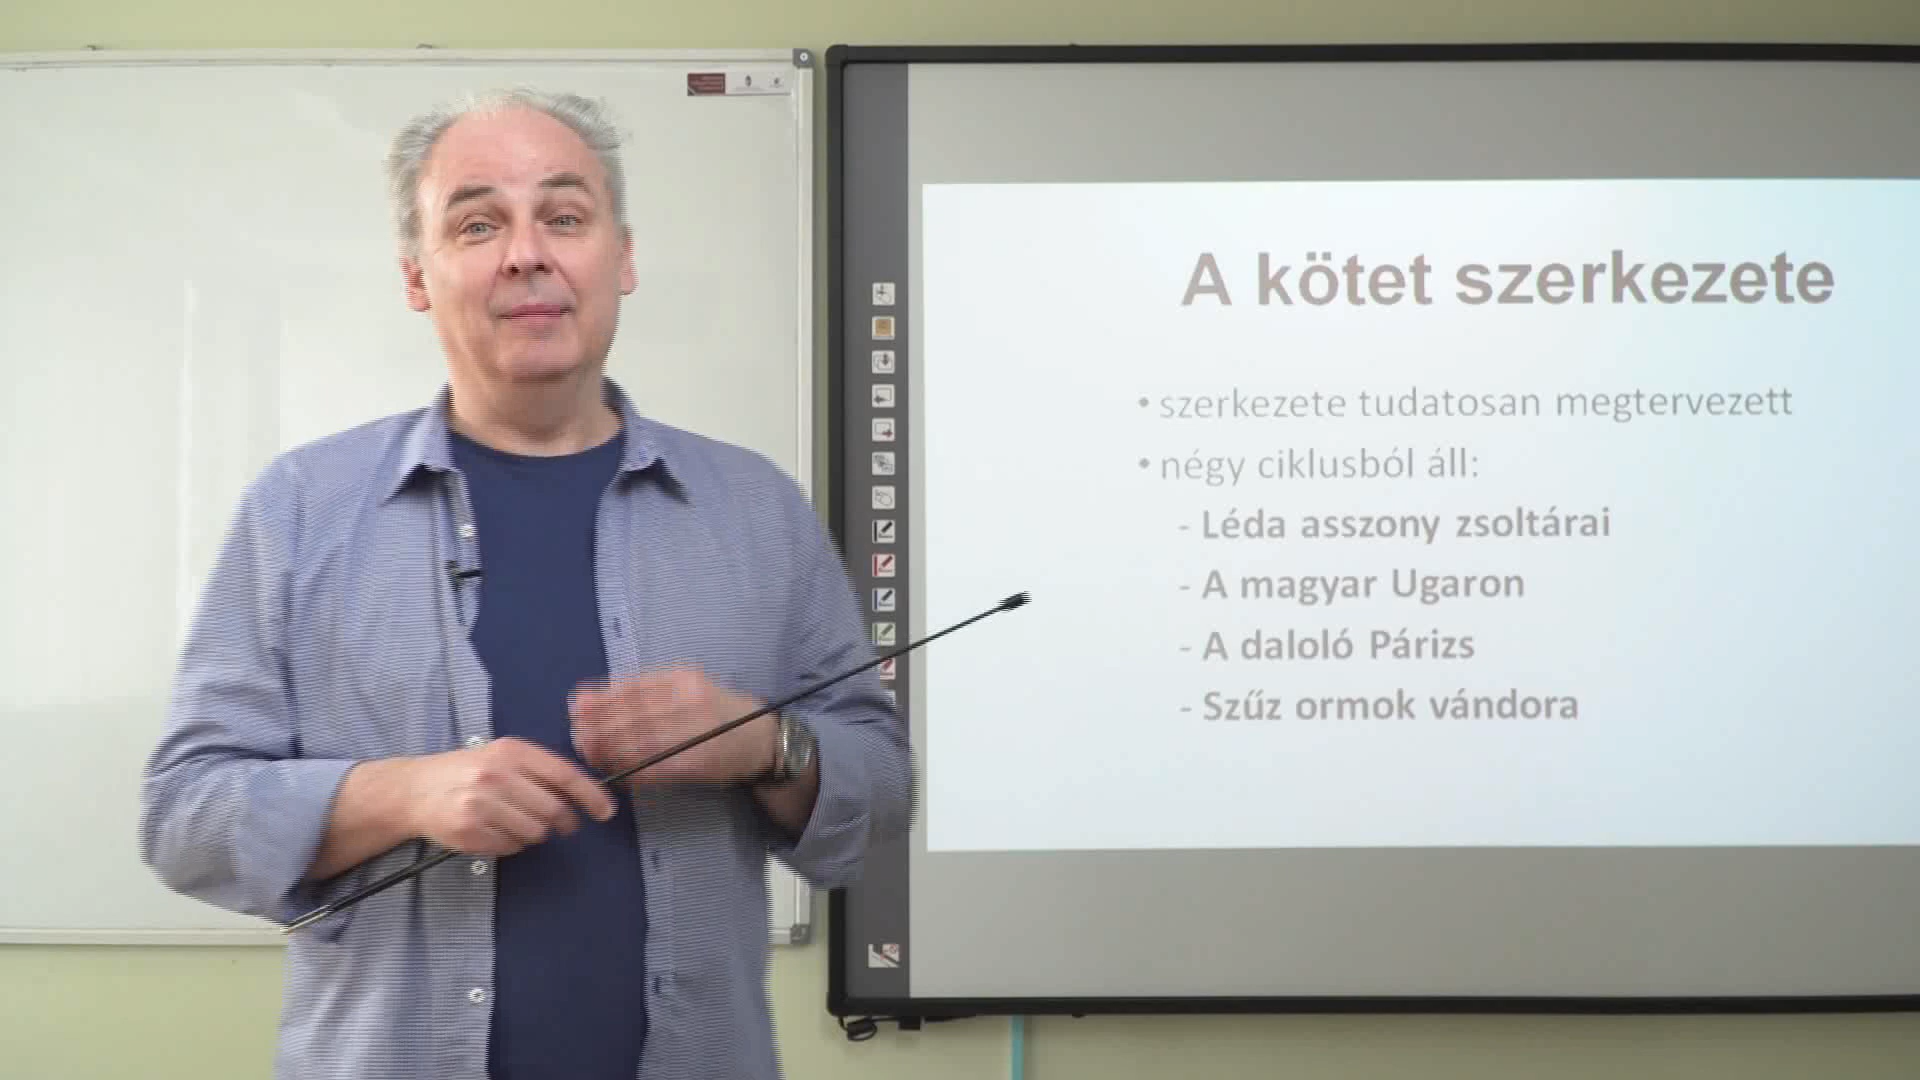 A kötet szerkezete
• szerkezete tudatosan megtervezett
• négy ciklusból áll:
- Léda asszony zsoltárai
- A magyar Ugaron
- A daloló Párizs
- Szűz ormok vándora